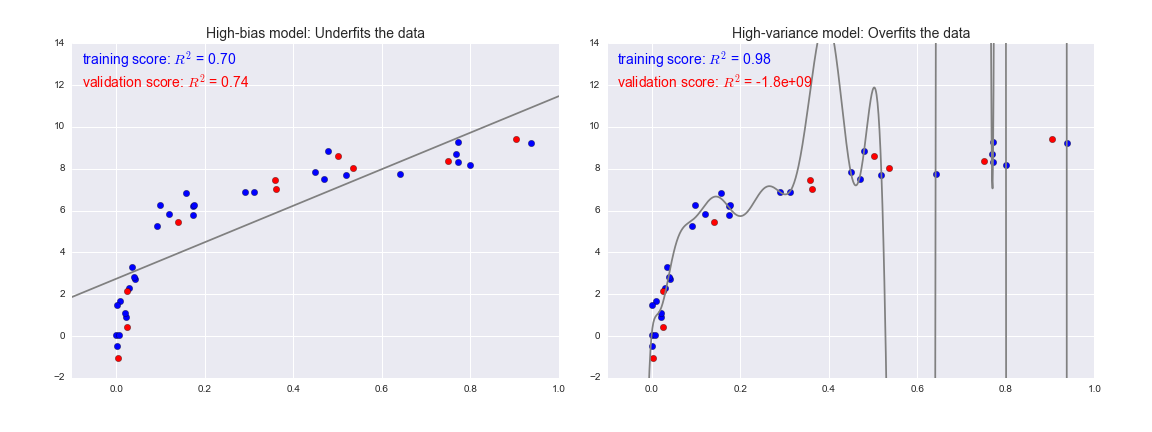 High-bias model: Underfits the data
training score: R² = 0.70
validation score: R² = 0.74
14
12
10
8
6
4
2
0
−2
0.0 0.2 0.4 0.6 0.8 1.0
High-variance model: Overfits the data
training score: R² = 0.98
validation score: R² = -1.8e+09
14
12
10
8
6
4
2
0
−2
0.0 0.2 0.4 0.6 0.8 1.0